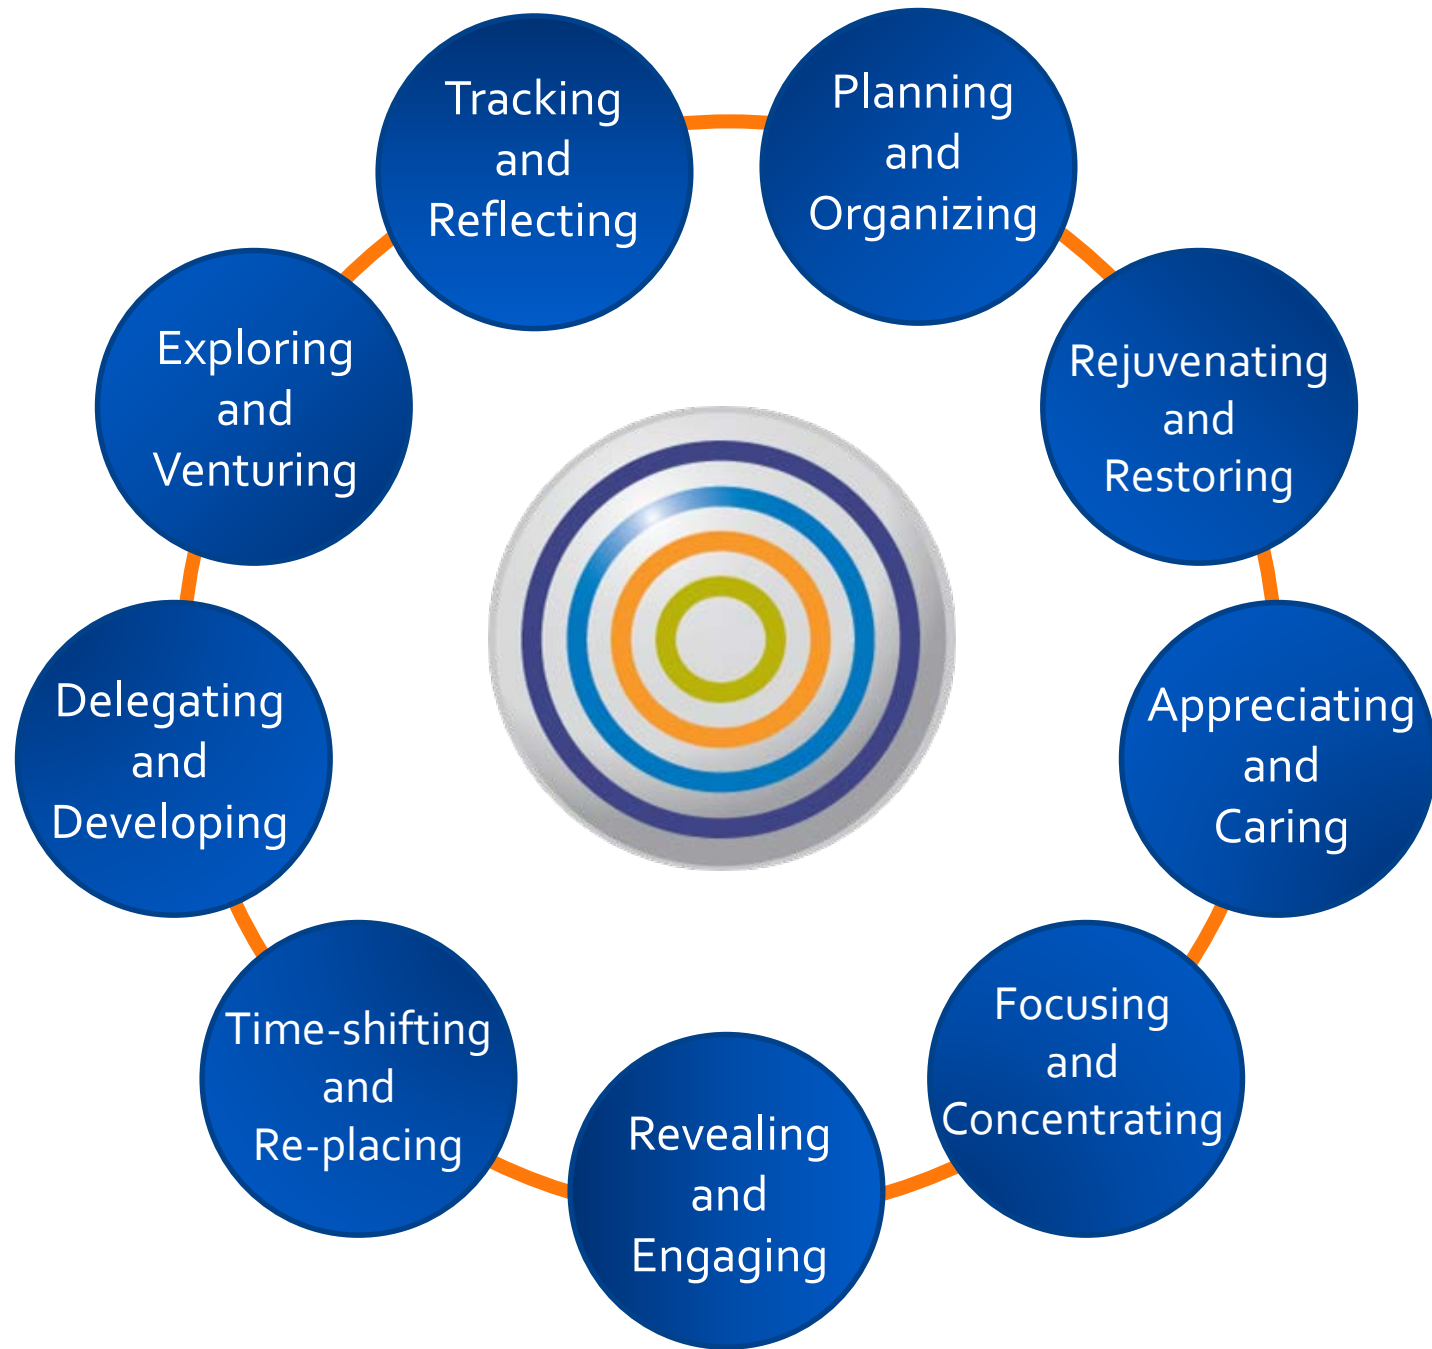 Tracking
and
Reflecting
Planning
and
Organizing
Rejuvenating
and
Restoring
Appreciating
and
Caring
Focusing
and
Concentrating
Revealing
and
Engaging
Time-shifting
and
Re-placing
Delegating
and
Developing
Exploring
and
Venturing